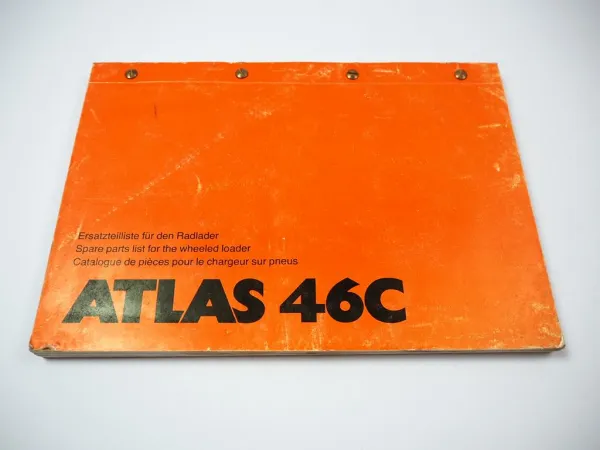 Ersatzteilliste für den Radlader
Spare parts list for the wheeled loader
Catalogue de pièces pour le chargeur sur pneus
ATLAS 46C